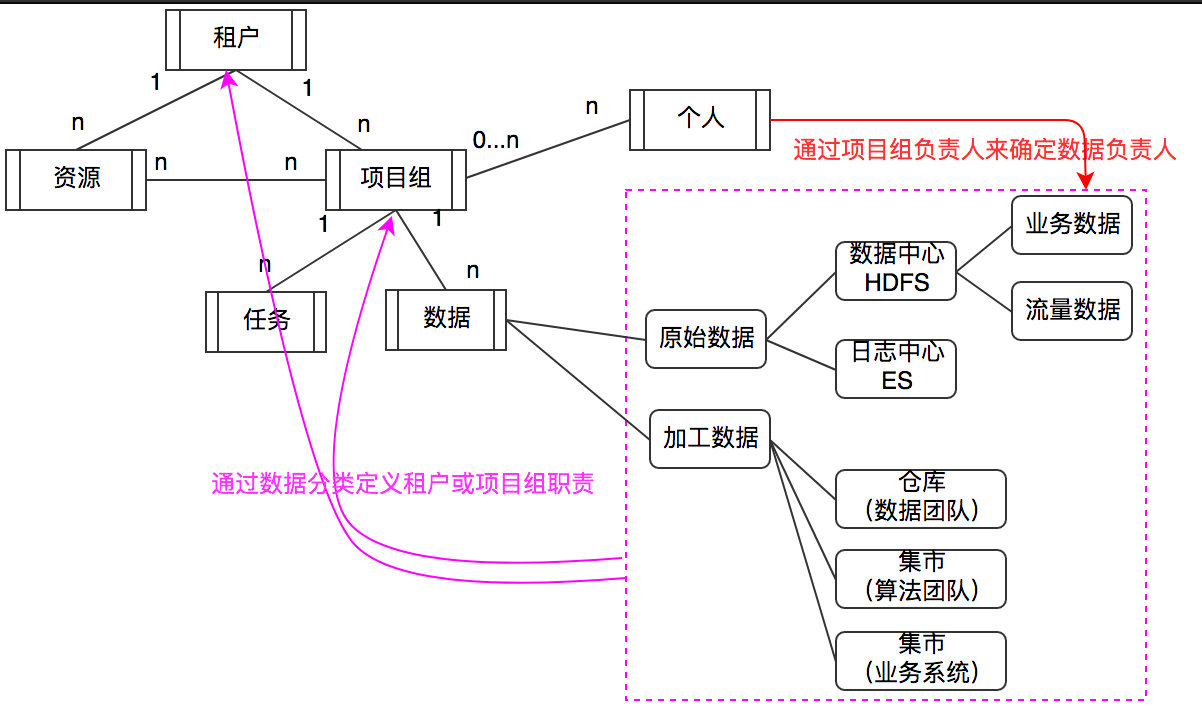 租户
1
1
n
n
n
0...n
个人
通过项目组负责人来确定数据负责人
资源
n
n
项目组
1
1
n
n
任务
数据
业务数据
数据中心
HDFS
流量数据
原始数据
日志中心
ES
加工数据
通过数据分类定义租户或项目组职责
仓库
（数据团队）
集市
（算法团队）
集市
（业务系统）